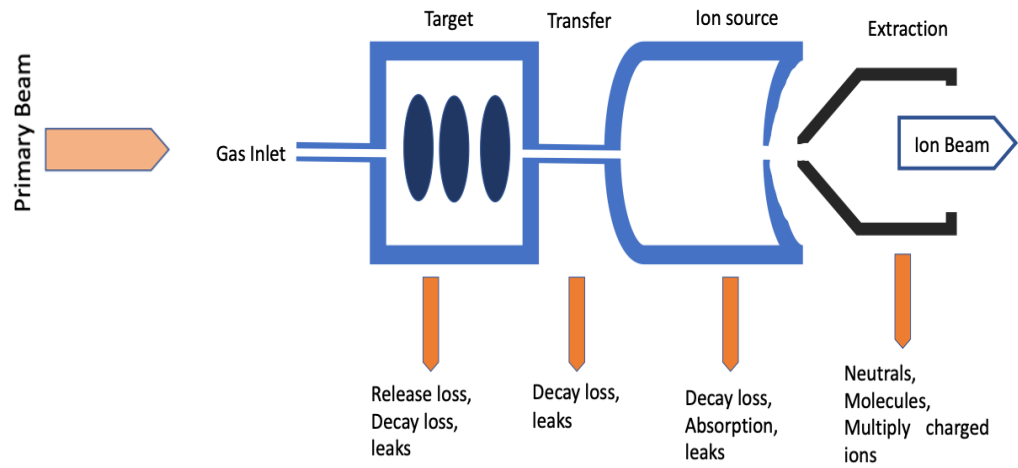 Target
Transfer
Ion source
Extraction
Primary Beam
Gas Inlet
Ion Beam
Release loss,
Decay loss,
leaks
Decay loss,
leaks
Decay loss,
Absorption,
leaks
Neutrals,
Molecules,
Multiply charged
ions